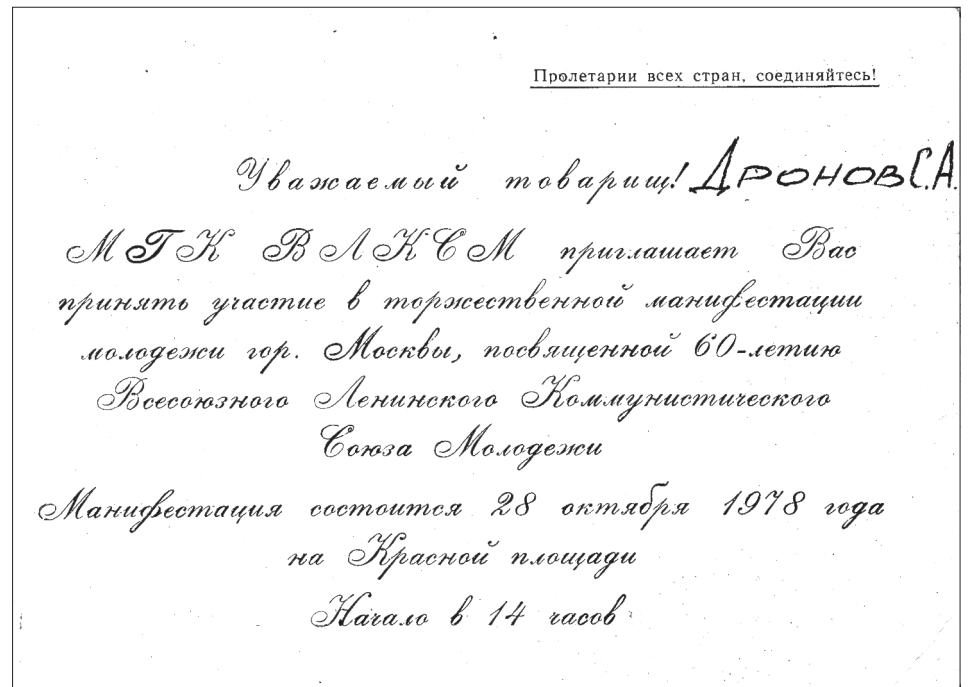 Пролетарии всех стран, соединяйтесь!
Уважаемый товарищ! ДРОНОВ С.А.
МГК ВЛКСМ приглашает Вас
принять участие в торжественной манифестации
молодежи гор. Москвы, посвященной 60-летию
Всесоюзного Ленинского Коммунистического
Союза Молодежи
Манифестация состоится 28 октября 1978 года
на Красной площади
Начало в 14 часов